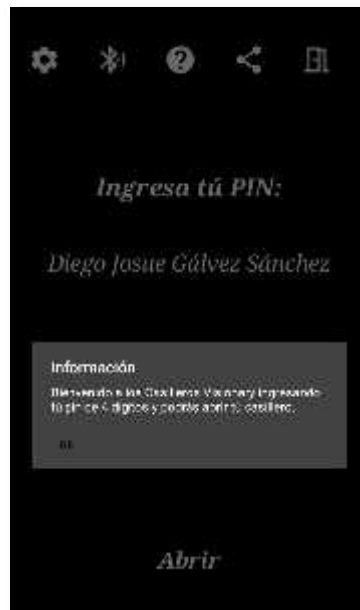 Ingresa tú PIN:
Diego Josue Gálvez Sánchez
Información
Bienvenido a los Casilleros Visionary ingresando
tú pin de 4 digitos y podrás abrir tú casillero.
Abrir